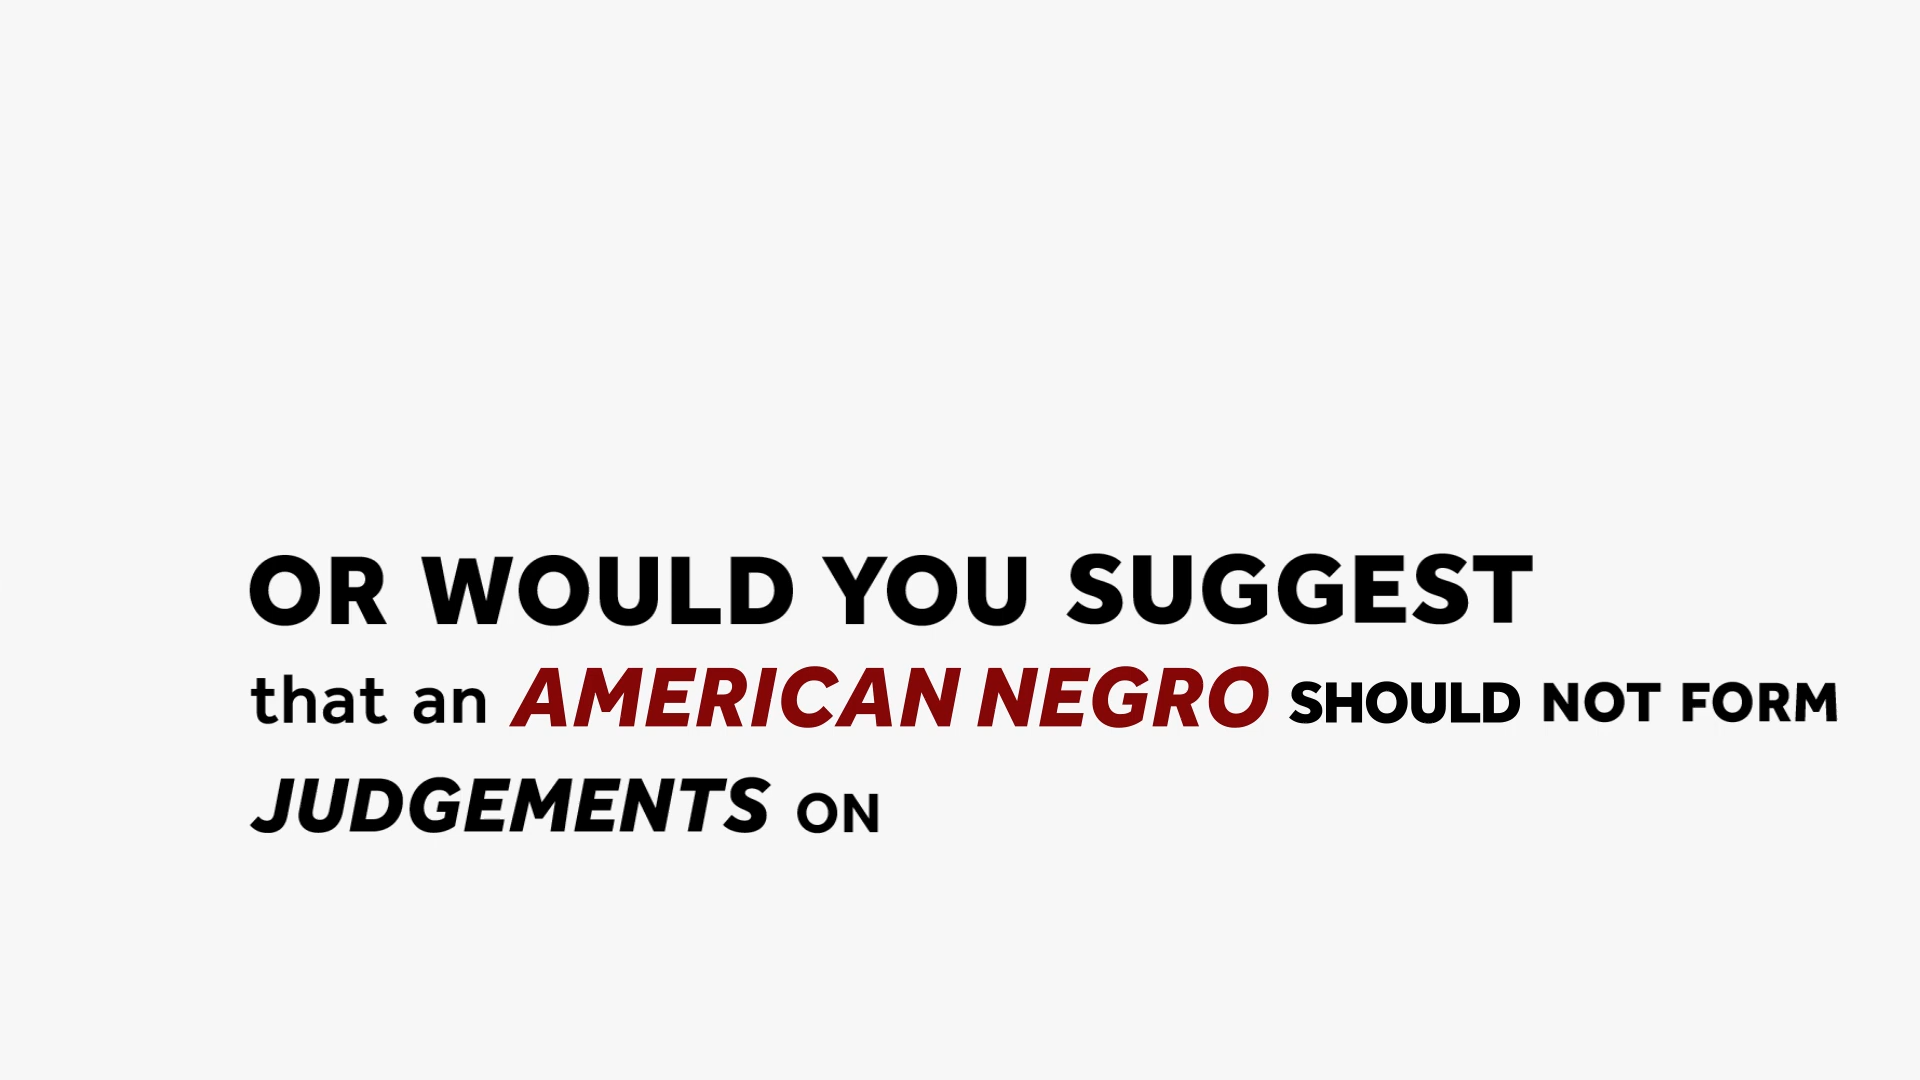 OR WOULD YOU SUGGEST
that an AMERICAN NEGRO SHOULD NOT FORM
JUDGEMENTS ON